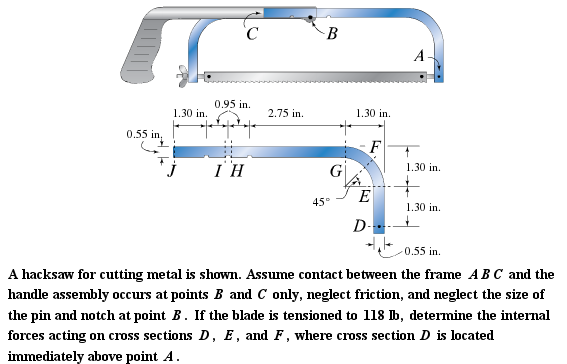 C
B
A
1.30 in.
0.95 in.
2.75 in.
1.30 in.
0.55 in.
F
J
I H
G
1.30 in.
45°
E
1.30 in.
D
0.55 in.
A hacksaw for cutting metal is shown. Assume contact between the frame A B C and the
handle assembly occurs at points B and C only, neglect friction, and neglect the size of
the pin and notch at point B. If the blade is tensioned to 118 lb, determine the internal
forces acting on cross sections D, E, and F, where cross section D is located
immediately above point A.